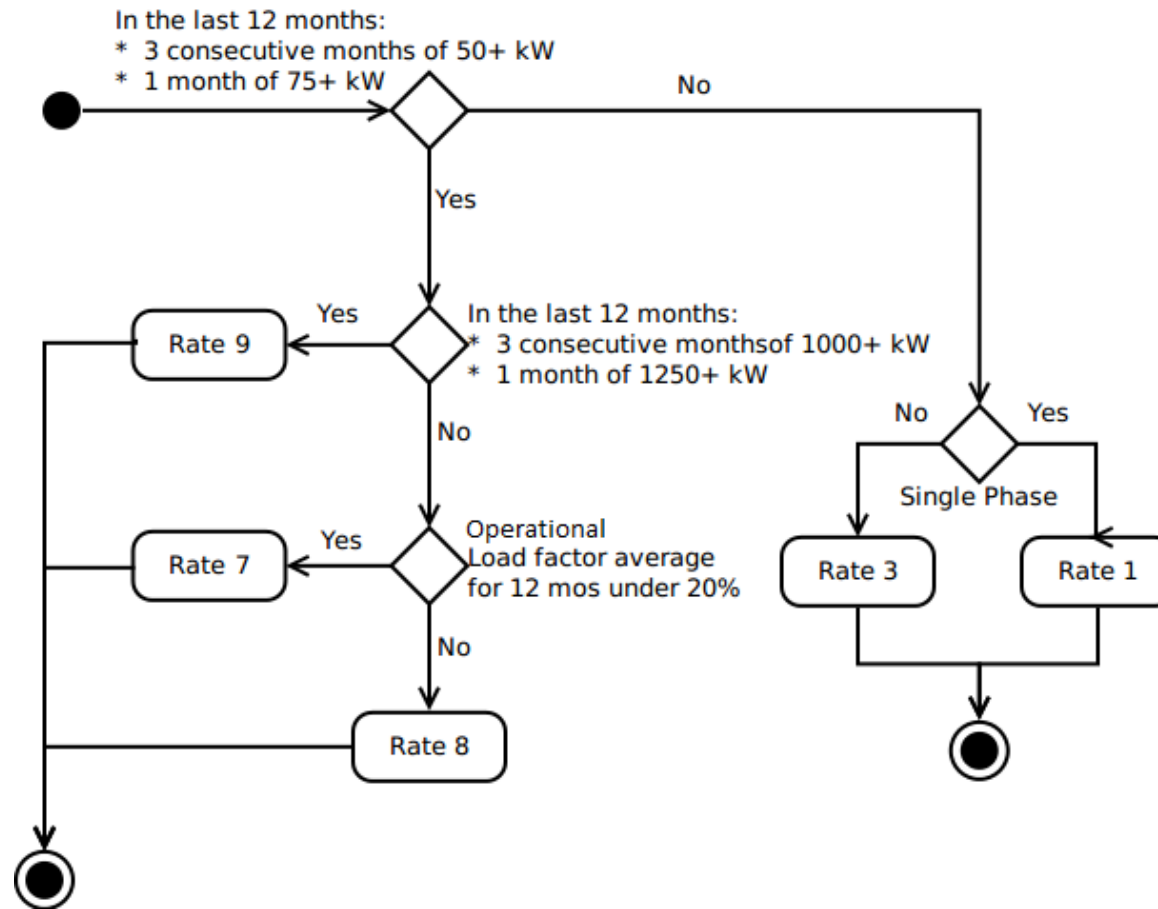 In the last 12 months:
* 3 consecutive months of 50+ kW
* 1 month of 75+ kW
No
Yes
Yes
Rate 9
In the last 12 months:
* 3 consecutive monthsof 1000+ kW
* 1 month of 1250+ kW
No
No
Yes
Single Phase
Yes
Rate 7
Operational
Load factor average
for 12 mos under 20%
Rate 3
Rate 1
No
Rate 8